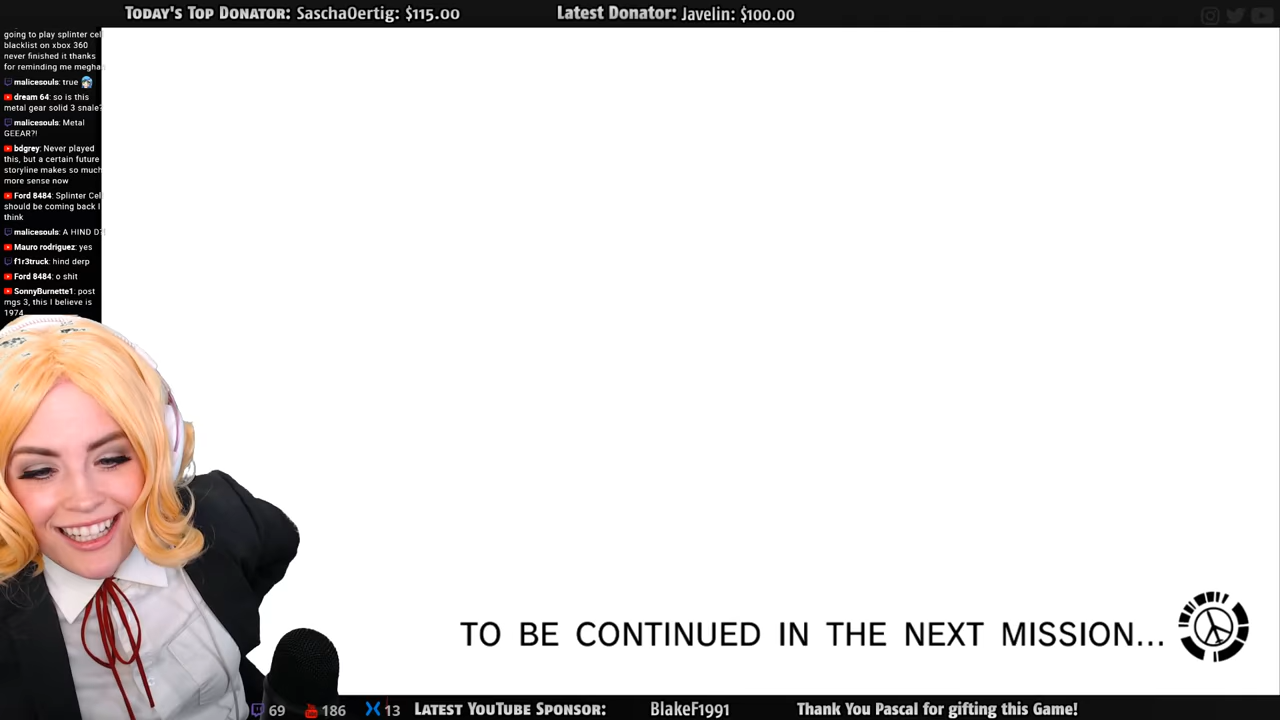 TODAY'S TOP DONATOR: SaschaOertig: $115.00
LATEST DONATOR: Javelin: $100.00
going to play splinter cel
blacklist on xbox 360
never finished it thanks
for reminding me megha
malicesouls: true
dream 64: so is this
metal gear solid 3 snale?
malicesouls: Metal
GEEAR?!
bdgrey: Never played
this, but a certain future
storyline makes so much
more sense now
Ford 8484: Splinter Cel
should be coming back I
think
malicesouls: A HIND D?!
Mauro rodriguez: yes
f1r3truck: hind derp
Ford 8484: o shit
SonnyBurnette1: post
mgs 3, this I believe is
1974
TO BE CONTINUED IN THE NEXT MISSION...
69
186
13
LATEST YOUTUBE SPONSOR:
BlakeF1991
Thank You Pascal for gifting this Game!